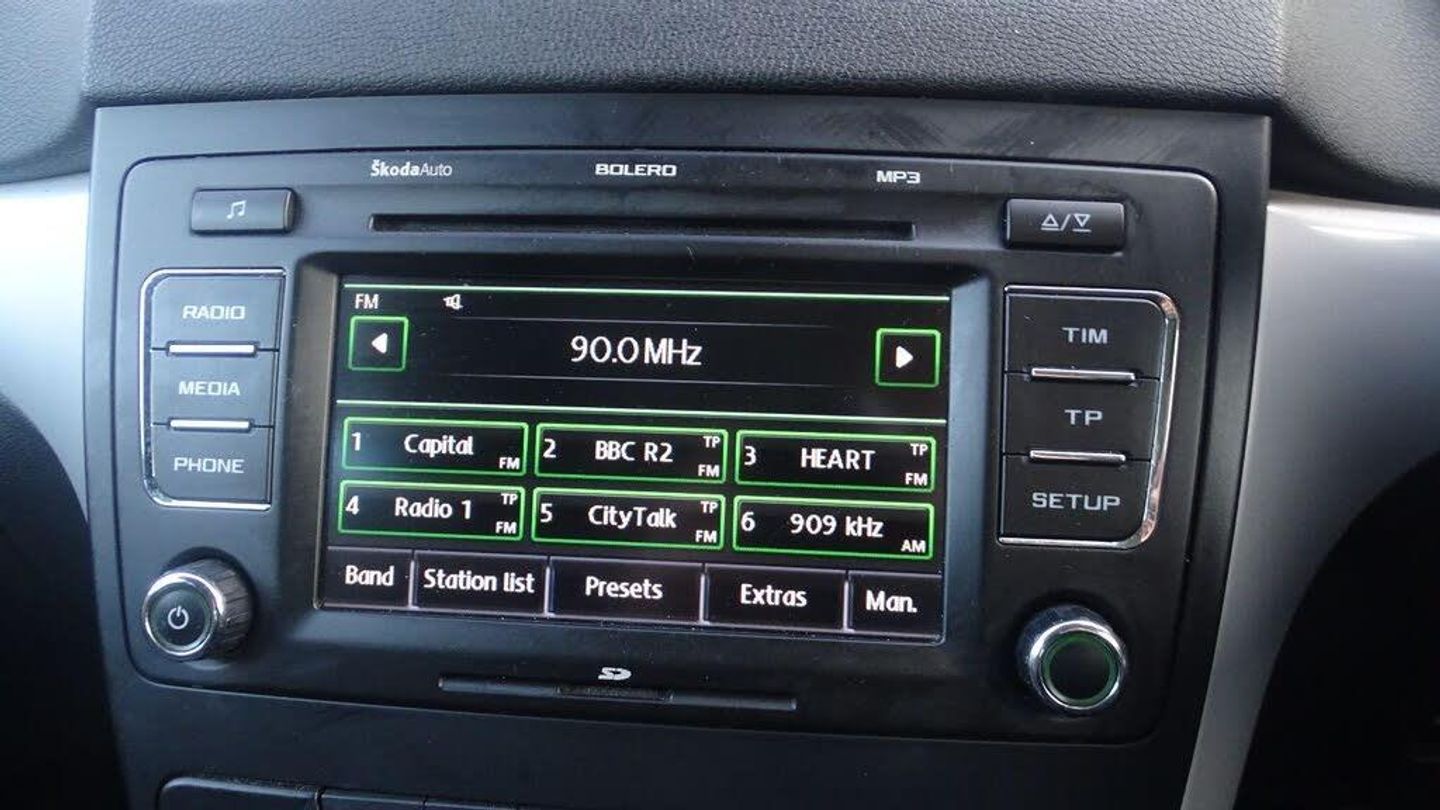 ŠkodaAuto BOLERO MP3
RADIO
MEDIA
PHONE
FM
90.0 MHz
1 Capital FM
2 BBC R2 TP FM
3 HEART TP FM
4 Radio 1 TP FM
5 CityTalk TP FM
6 909 kHz AM
Band Station list Presets Extras Man.
TIM
TP
SETUP
SD